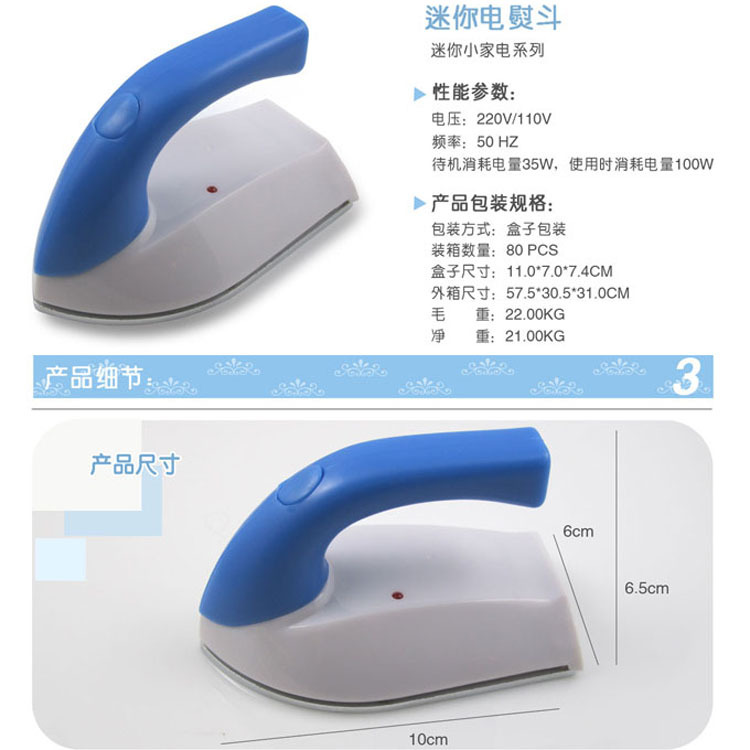 迷你电熨斗
迷你小家电系列
性能参数:
电压: 220V/110V
频率: 50 HZ
待机消耗电量35W, 使用时消耗电量100W
产品包装规格:
包装方式: 盒子包装
装箱数量: 80 PCS
盒子尺寸: 11.0*7.0*7.4CM
外箱尺寸: 57.5*30.5*31.0CM
毛 重: 22.00KG
净 重: 21.00KG
产品细节:
3
产品尺寸
6cm
6.5cm
10cm